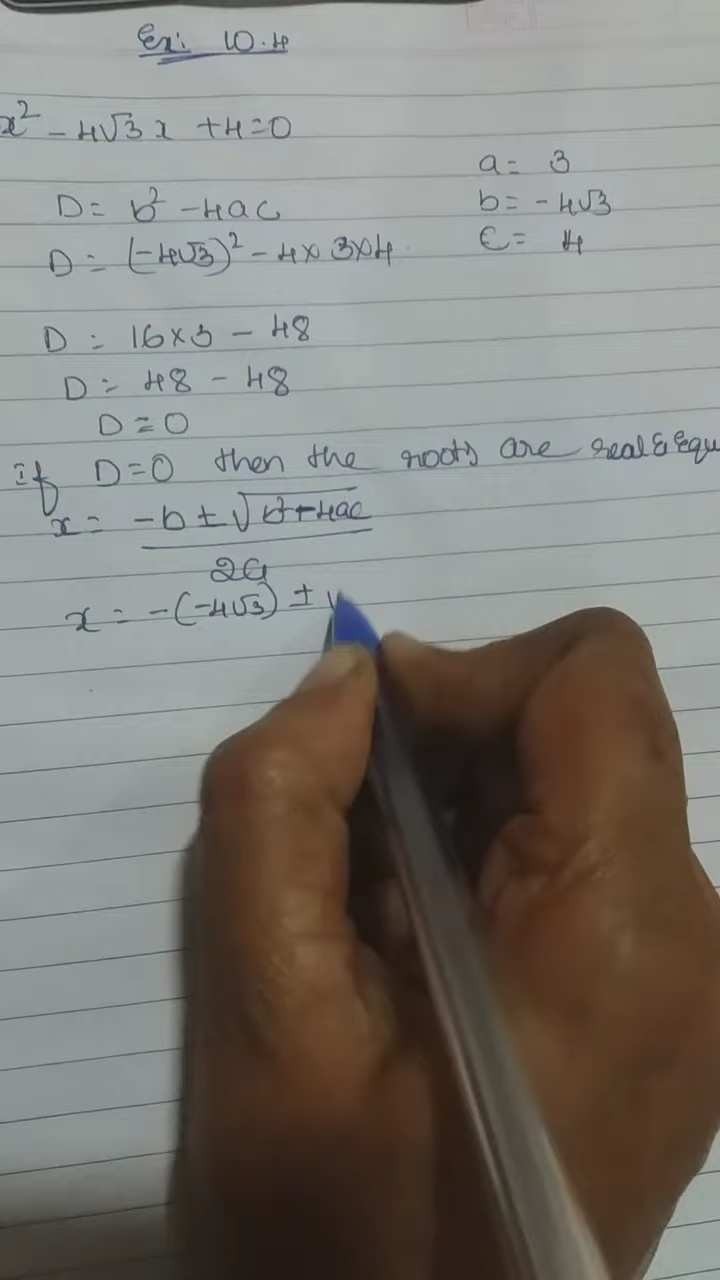 Ex: 10.4
x² - 4√3 x + 4 = 0
a = 3
D = b² - 4ac
b = -4√3
D = (-4√3)² - 4 × 3 × 4
c = 4
D = 16 × 3 - 48
D = 48 - 48
D = 0
If D = 0 then the roots are real & Equ
x = -b ± √b² - 4ac
2a
x = -(-4√3) ±